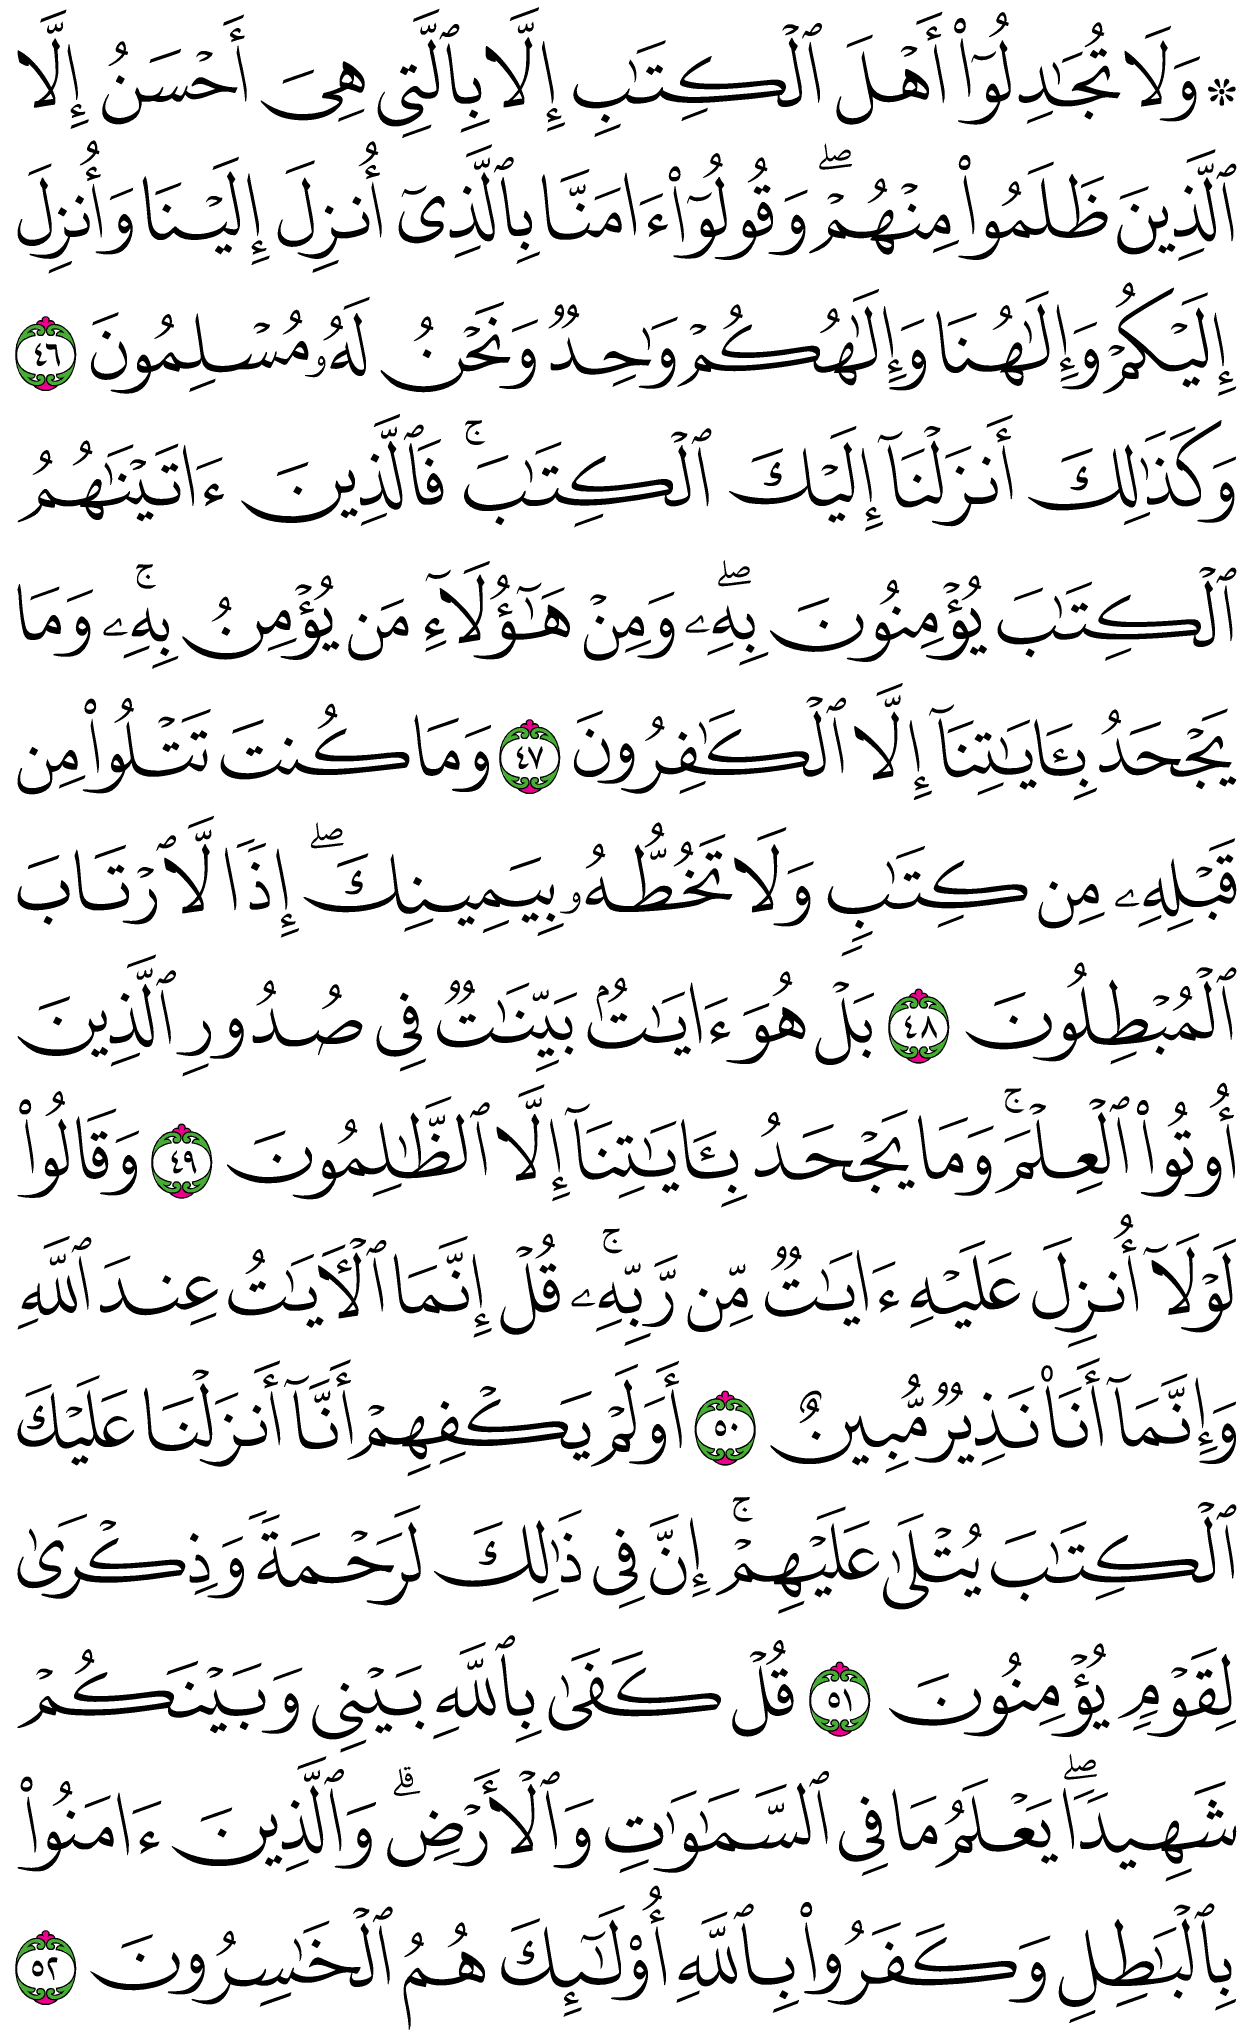 ۞ وَلَا تُجَٰدِلُوٓا۟ أَهْلَ ٱلْكِتَٰبِ إِلَّا بِٱلَّتِى هِىَ أَحْسَنُ إِلَّا
ٱلَّذِينَ ظَلَمُوا۟ مِنْهُمْ ۖ وَقُولُوٓا۟ ءَامَنَّا بِٱلَّذِىٓ أُنزِلَ إِلَيْنَا وَأُنزِلَ
إِلَيْكُمْ وَإِلَٰهُنَا وَإِلَٰهُكُمْ وَٰحِدٌ وَنَحْنُ لَهُۥ مُسْلِمُونَ ٤٦
وَكَذَٰلِكَ أَنزَلْنَآ إِلَيْكَ ٱلْكِتَٰبَ ۚ فَٱلَّذِينَ ءَاتَيْنَٰهُمُ
ٱلْكِتَٰبَ يُؤْمِنُونَ بِهِۦ ۖ وَمِنْ هَٰٓؤُلَآءِ مَن يُؤْمِنُ بِهِۦ ۚ وَمَا
يَجْحَدُ بِـَٔايَٰتِنَآ إِلَّا ٱلْكَٰفِرُونَ ٤٧ وَمَا كُنتَ تَتْلُوا۟ مِن
قَبْلِهِۦ مِن كِتَٰبٍ وَلَا تَخُطُّهُۥ بِيَمِينِكَ ۖ إِذًا لَّٱرْتَابَ
ٱلْمُبْطِلُونَ ٤٨ بَلْ هُوَ ءَايَٰتٌۢ بَيِّنَٰتٌ فِى صُدُورِ ٱلَّذِينَ
أُوتُوا۟ ٱلْعِلْمَ ۚ وَمَا يَجْحَدُ بِـَٔايَٰتِنَآ إِلَّا ٱلظَّٰلِمُونَ ٤٩ وَقَالُوا۟
لَوْلَآ أُنزِلَ عَلَيْهِ ءَايَٰتٌ مِّن رَّبِّهِۦ ۚ قُلْ إِنَّمَا ٱلْـَٔايَٰتُ عِندَ ٱللَّهِ
وَإِنَّمَآ أَنَا۠ نَذِيرٌ مُّبِينٌ ٥٠ أَوَلَمْ يَكْفِهِمْ أَنَّآ أَنزَلْنَا عَلَيْكَ
ٱلْكِتَٰبَ يُتْلَىٰ عَلَيْهِمْ ۚ إِنَّ فِى ذَٰلِكَ لَرَحْمَةً وَذِكْرَىٰ
لِقَوْمٍ يُؤْمِنُونَ ٥١ قُلْ كَفَىٰ بِٱللَّهِ بَيْنِى وَبَيْنَكُمْ
شَهِيدًا ۖ يَعْلَمُ مَا فِى ٱلسَّمَٰوَٰتِ وَٱلْأَرْضِ ۗ وَٱلَّذِينَ ءَامَنُوا۟
بِٱلْبَٰطِلِ وَكَفَرُوا۟ بِٱللَّهِ أُو۟لَٰٓئِكَ هُمُ ٱلْخَٰسِرُونَ ٥٢